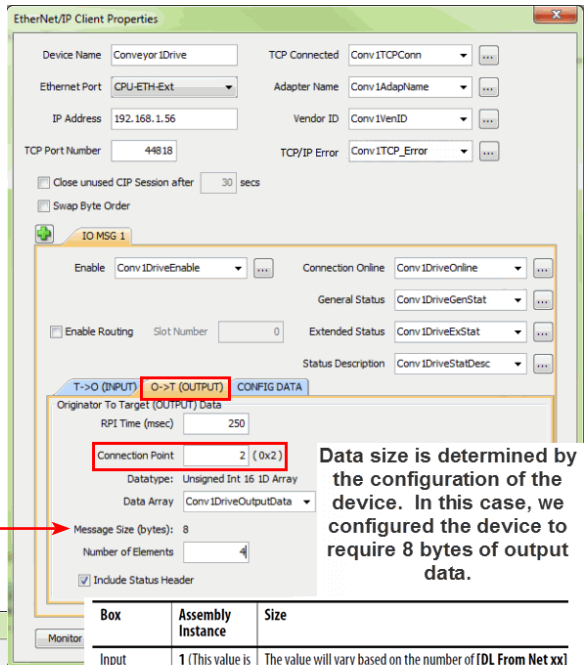 EtherNet/IP Client Properties
Device Name Conveyor1Drive TCP Connected Conv1TCPConn ...
Ethernet Port CPU-ETH-Ext Adapter Name Conv1AdapName ...
IP Address 192.168.1.56 Vendor ID Conv1VenID ...
TCP Port Number 44818 TCP/IP Error Conv1TCP_Error ...
Close unused CIP Session after 30 secs
Swap Byte Order
IO MSG 1
Enable Conv1DriveEnable ... Connection Online Conv1DriveOnline ...
General Status Conv1DriveGenStat ...
Enable Routing Slot Number 0 Extended Status Conv1DriveExStat ...
Status Description Conv1DriveStatDesc ...
T->O (INPUT) O->T (OUTPUT) CONFIG DATA
Originator To Target (OUTPUT) Data
RPI Time (msec) 250
Connection Point 2 (0x2)
Datatype: Unsigned Int 16 1D Array
Data Array Conv1DriveOutputData
Message Size (bytes): 8
Number of Elements 4
Include Status Header
Data size is determined by
the configuration of the
device. In this case, we
configured the device to
require 8 bytes of output
data.
Monitor
Box Assembly Instance Size
Input 1 (This value is The value will vary based on the number of [DL From Net xx]